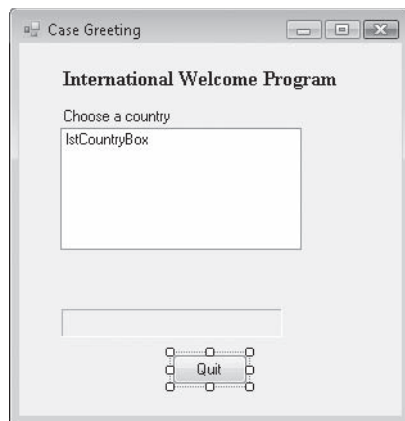 Case Greeting
International Welcome Program
Choose a country
lstCountryBox
Quit